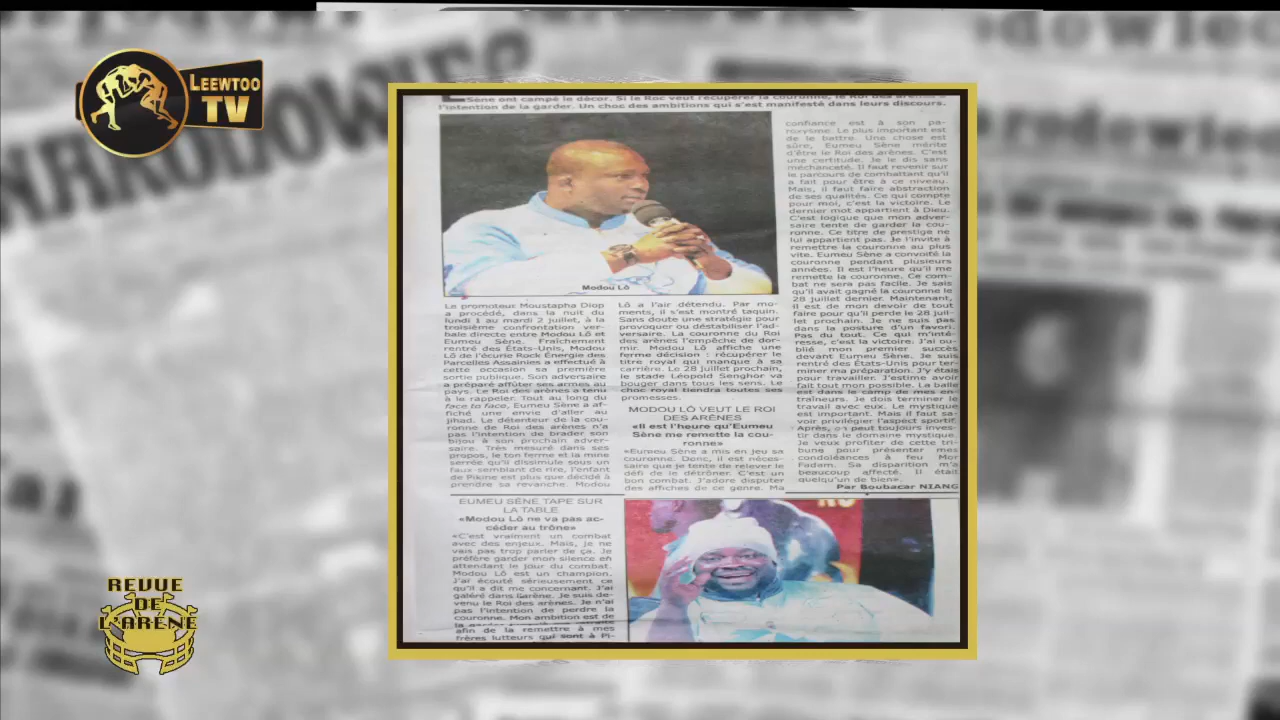 LEEWTOO
TV
Sène ont campé le décor. Si le Roc veut récupérer la couronne, le Roi des arènes a
l'intention de la garder. Un choc des ambitions qui s'est manifesté dans leurs discours.
Modou Lô
Le promoteur Moustapha Diop
a procédé, dans la nuit du
lundi 1 au mardi 2 juillet, à la
troisième confrontation ver-
bale directe entre Modou Lô et
Eumeu Sène. Fraîchement
rentré des États-Unis, Modou
Lô de l'écurie Rock Énergie des
Parcelles Assainies a effectué à
cette occasion sa première
sortie publique. Son adversaire
a préparé affûter ses armes au
pays. Le Roi des arènes a tenu
à le rappeler. Tout au long du
face to face, Eumeu Sène a af-
fiché une envie d'aller au
jihad. Le détenteur de la cou-
ronne de Roi des arènes n'a
pas l'intention de brader son
bijou à son prochain adver-
saire. Très mesuré dans ses
propos, le ton ferme et la mine
serrée qu'il dissimule sous un
faux semblant de rire, l'enfant
de Pikine est plus que décidé à
prendre sa revanche. Modou
Lô a l'air détendu. Par mo-
ments, il s'est montré taquin.
Sans doute une stratégie pour
provoquer ou déstabiliser l'ad-
versaire. La couronne du Roi
des arènes l'empêche de dor-
mir. Modou Lô affiche une
ferme décision : récupérer le
titre royal qui manque à sa
carrière. Le 28 juillet prochain,
le stade Léopold Senghor va
bouger dans tous les sens. Le
choc royal tiendra toutes ses
promesses.
MODOU LÔ VEUT LE ROI
DES ARÈNES
«Il est l'heure qu'Eumeu
Sène me remette la cou-
ronne»
«Eumeu Sène a mis en jeu sa
couronne. Donc, il est néces-
saire que je tente de relever le
défi de le détrôner. C'est un
bon combat. J'adore disputer
des affiches de ce genre. Ma
confiance est à son pa-
roxysme. Le plus important est
de le battre. Une chose est
sûre, Eumeu Sène mérite
d'être le Roi des arènes. C'est
une certitude. Je le dis sans
méchanceté. Il faut revenir sur
le parcours de combattant qu'il
a fait pour être à ce niveau.
Mais, il faut faire abstraction
de ses qualités. Ce qui compte
pour moi, c'est la victoire. Le
dernier mot appartient à Dieu.
C'est logique que mon adver-
saire tente de garder la cou-
ronne. Ce titre de prestige ne
lui appartient pas. Je l'invite à
remettre la couronne au plus
vite. Eumeu Sène a convoité la
couronne pendant plusieurs
années. Il est l'heure qu'il me
remette la couronne. Ce com-
bat ne sera pas facile. Je sais
qu'il avait gagné la couronne le
28 juillet dernier. Maintenant,
il est de mon devoir de tout
faire pour qu'il perde le 28 juil-
let prochain. Je ne suis pas
dans la posture d'un favori.
Pas du tout. Ce qui m'inté-
resse, c'est la victoire. J'ai ou-
blié mon premier succès
devant Eumeu Sène. Je suis
rentré des États-Unis pour ter-
miner ma préparation. J'y étais
pour travailler. J'estime avoir
fait tout mon possible. La balle
est dans le camp de mes en-
traîneurs. Je dois terminer le
travail avec eux. Le mystique
est important. Mais il faut sa-
voir privilégier l'aspect sportif.
Après, on peut toujours inves-
tir dans le domaine mystique.
Je veux profiter de cette tri-
bune pour présenter mes
condoléances à feu Mor
Fadam. Sa disparition m'a
beaucoup affecté. Il était
quelqu'un de bien».
Par Boubacar NIANG
EUMEU SÈNE TAPE SUR
LA TABLE
«Modou Lô ne va pas ac-
céder au trône»
«C'est vraiment un combat
avec des enjeux. Mais, je ne
vais pas trop parler de ça. Je
préfère garder mon silence en
attendant le jour du combat.
Modou Lô est un champion.
J'ai écouté sérieusement ce
qu'il a dit me concernant. J'ai
galéré dans l'arène. Je suis de-
venu le Roi des arènes. Je n'ai
pas l'intention de perdre la
couronne. Mon ambition est de
afin de la remettre à mes
frères lutteurs qui sont à Pi-
REVUE
DE
L'ARÈNE